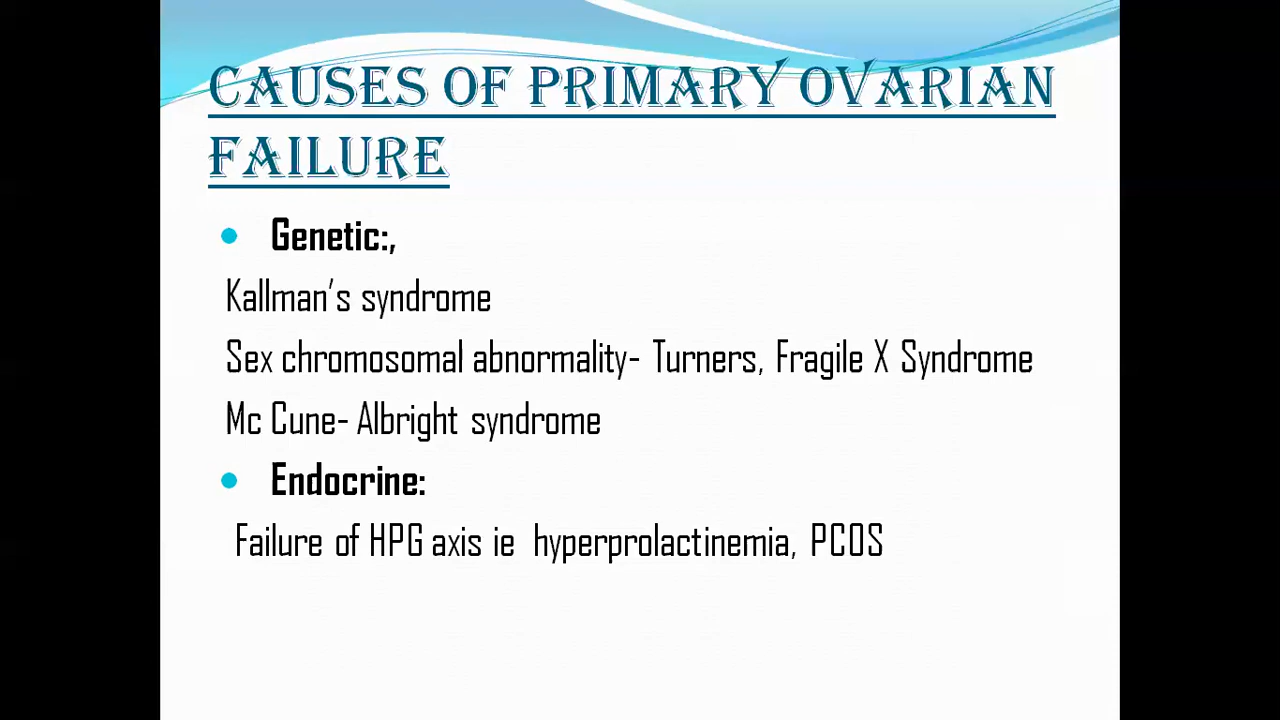 CAUSES OF PRIMARY OVARIAN
FAILURE
• Genetic:,
Kallman's syndrome
Sex chromosomal abnormality- Turners, Fragile X Syndrome
Mc Cune- Albright syndrome
• Endocrine:
Failure of HPG axis ie hyperprolactinemia, PCOS